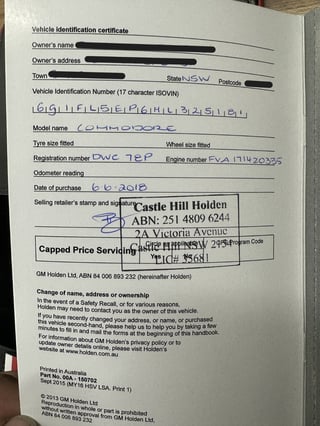 Vehicle identification certificate
Owner's name
Owner's address
Town State NSW Postcode
Vehicle Identification Number (17 character ISOVIN)
Model name COMMODORE
Tyre size fitted Wheel size fitted
Registration number DWC 78P Engine number FVA171420335
Odometer reading
Date of purchase 6-6-2018
Selling retailer's stamp and signature
Castle Hill Holden
ABN: 251 4809 6244
2A Victoria Avenue
Castle Hill NSW 2154
LIC# 35681
Capped Price Servicing Program Code
GM Holden Ltd, ABN 84 006 893 232 (hereinafter Holden)
Change of name, address or ownership
In the event of a Safety Recall, or for various reasons,
Holden may need to contact you as the owner of this vehicle.
If you have recently changed your address, or name, or purchased
this vehicle second-hand, please help us to help you by taking a few
minutes to fill in and mail the forms at the beginning of this handbook.
For information about GM Holden's privacy policy or to
update owner details online, please visit Holden's
website at www.holden.com.au
Printed in Australia
Part No. 00A - 150702
Sept 2015 (MY16 HSV LSA. Print 1)
© 2013 GM Holden Ltd
Reproduction in whole or part is prohibited
without written approval from GM Holden Ltd.
ABN 84 006 893 232